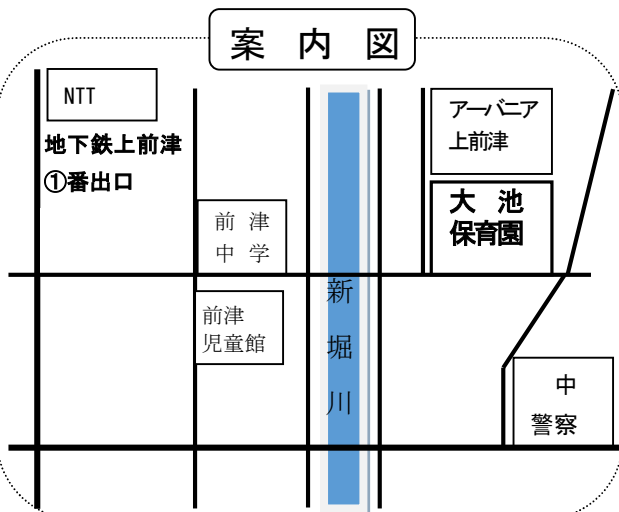 案 内 図
NTT
地下鉄上前津
①番出口
アーバニア
上前津
大 池
保育園
前 津
中 学
前津
児童館
新
堀
川
中
警察